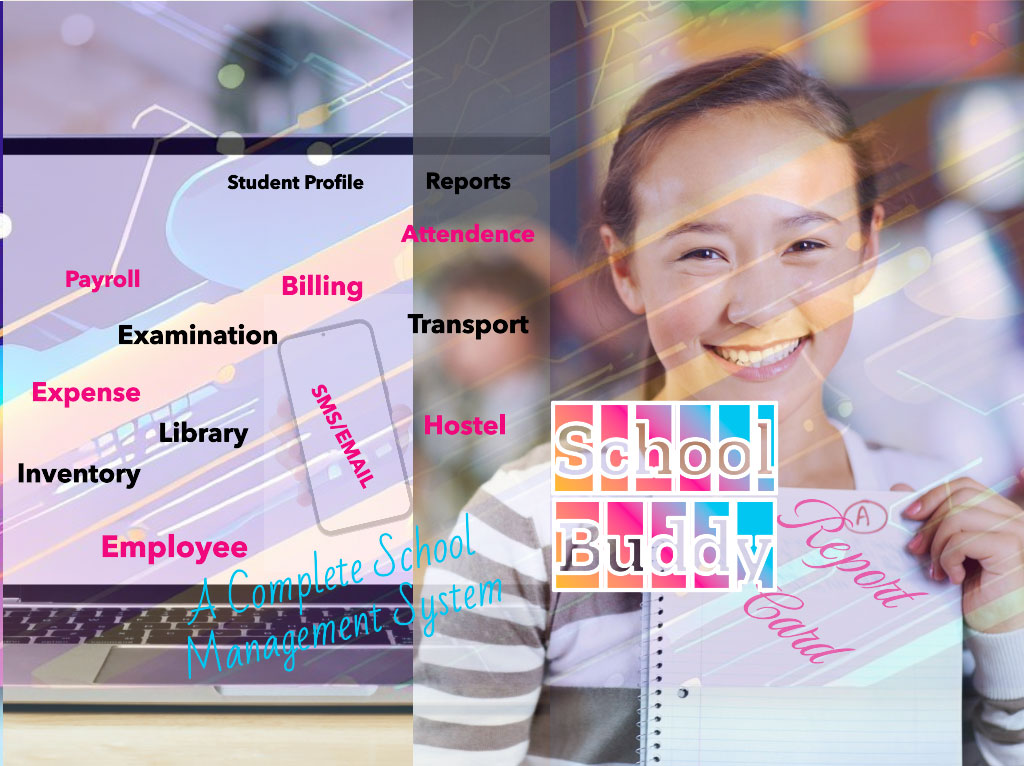 Student Profile
Reports
Attendence
Payroll
Billing
Examination
Transport
Expense
SMS/EMAIL
Library
Hostel
Inventory
Employee
A Complete School
Management System
School
Buddy
A
Report
Card